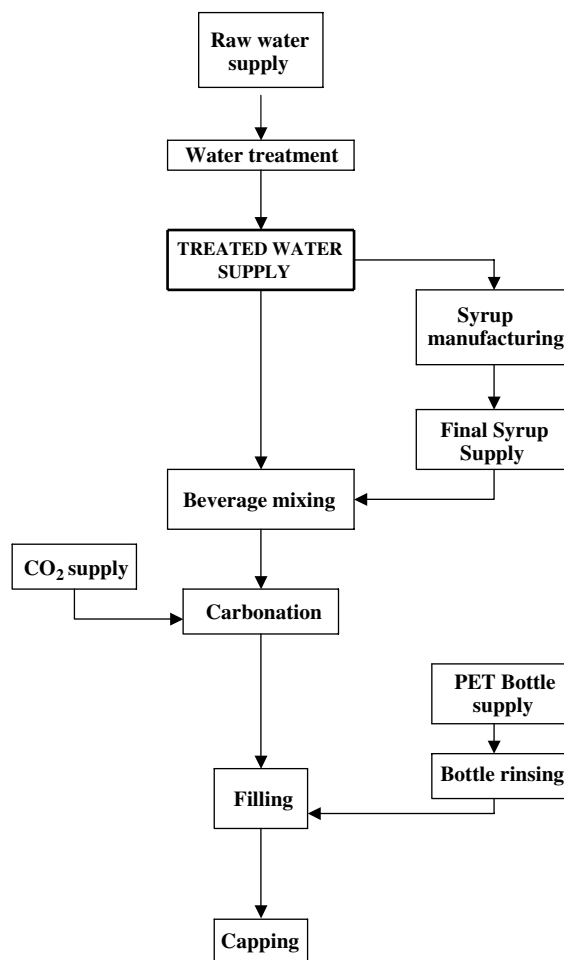 Raw water
supply
Water treatment
TREATED WATER
SUPPLY
Syrup
manufacturing
Final Syrup
Supply
Beverage mixing
CO₂ supply
Carbonation
PET Bottle
supply
Bottle rinsing
Filling
Capping